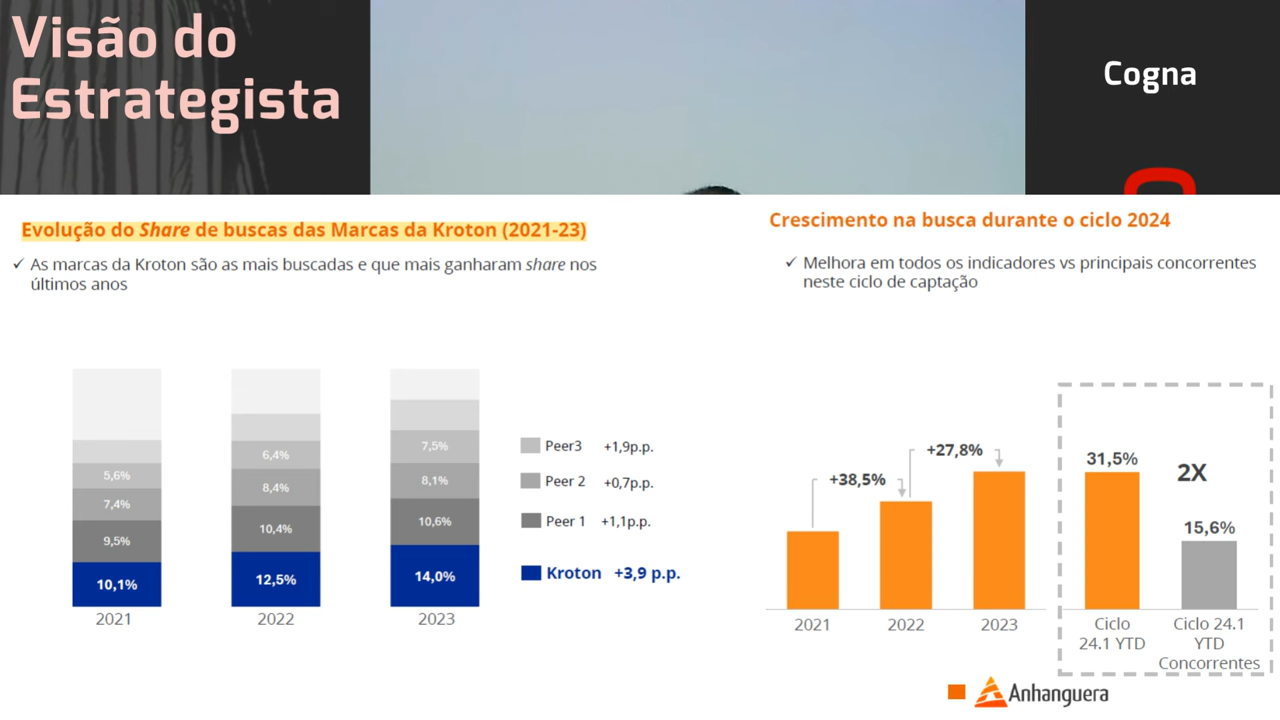 Visão do
Estrategista
Cogna
Evolução do Share de buscas das Marcas da Kroton (2021-23)
✓ As marcas da Kroton são as mais buscadas e que mais ganharam share nos
últimos anos
5,6%
7,4%
9,5%
10,1%
2021
6,4%
8,4%
10,4%
12,5%
2022
7,5%
8,1%
10,6%
14,0%
2023
Peer3 +1,9p.p.
Peer 2 +0,7p.p.
Peer 1 +1,1p.p.
Kroton +3,9 p.p.
Crescimento na busca durante o ciclo 2024
✓ Melhora em todos os indicadores vs principais concorrentes
neste ciclo de captação
+38,5%
+27,8%
2021
2022
2023
31,5%
2X
15,6%
Ciclo
24.1 YTD
Ciclo 24.1
YTD
Concorrentes
Anhanguera